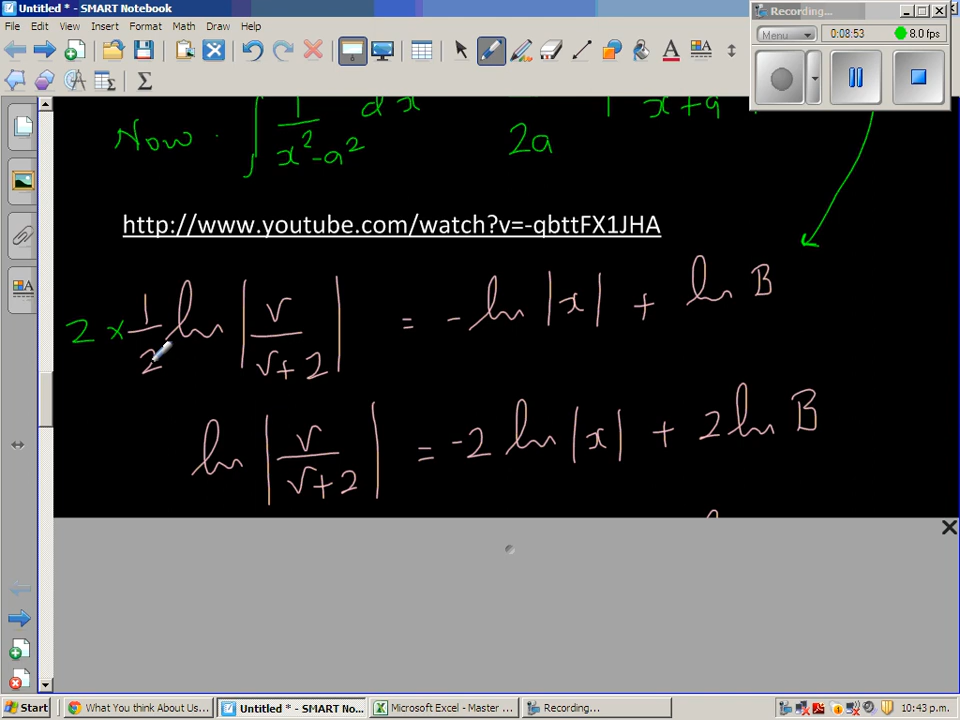 Untitled * - SMART Notebook
File Edit View Insert Format Math Draw Help
Recording...
Menu 0:08:53 8.0 fps
Now · ∫ 1/(x²-a²) dx 2a x+a
http://www.youtube.com/watch?v=-qbttFX1JHA
2 × 1/2 ln |v/(v+2)| = -ln |x| + ln B
ln |v/(v+2)| = -2 ln |x| + 2 ln B
Start What You think About Us... Untitled * - SMART No... Microsoft Excel - Master ... Recording... 10:43 p.m.